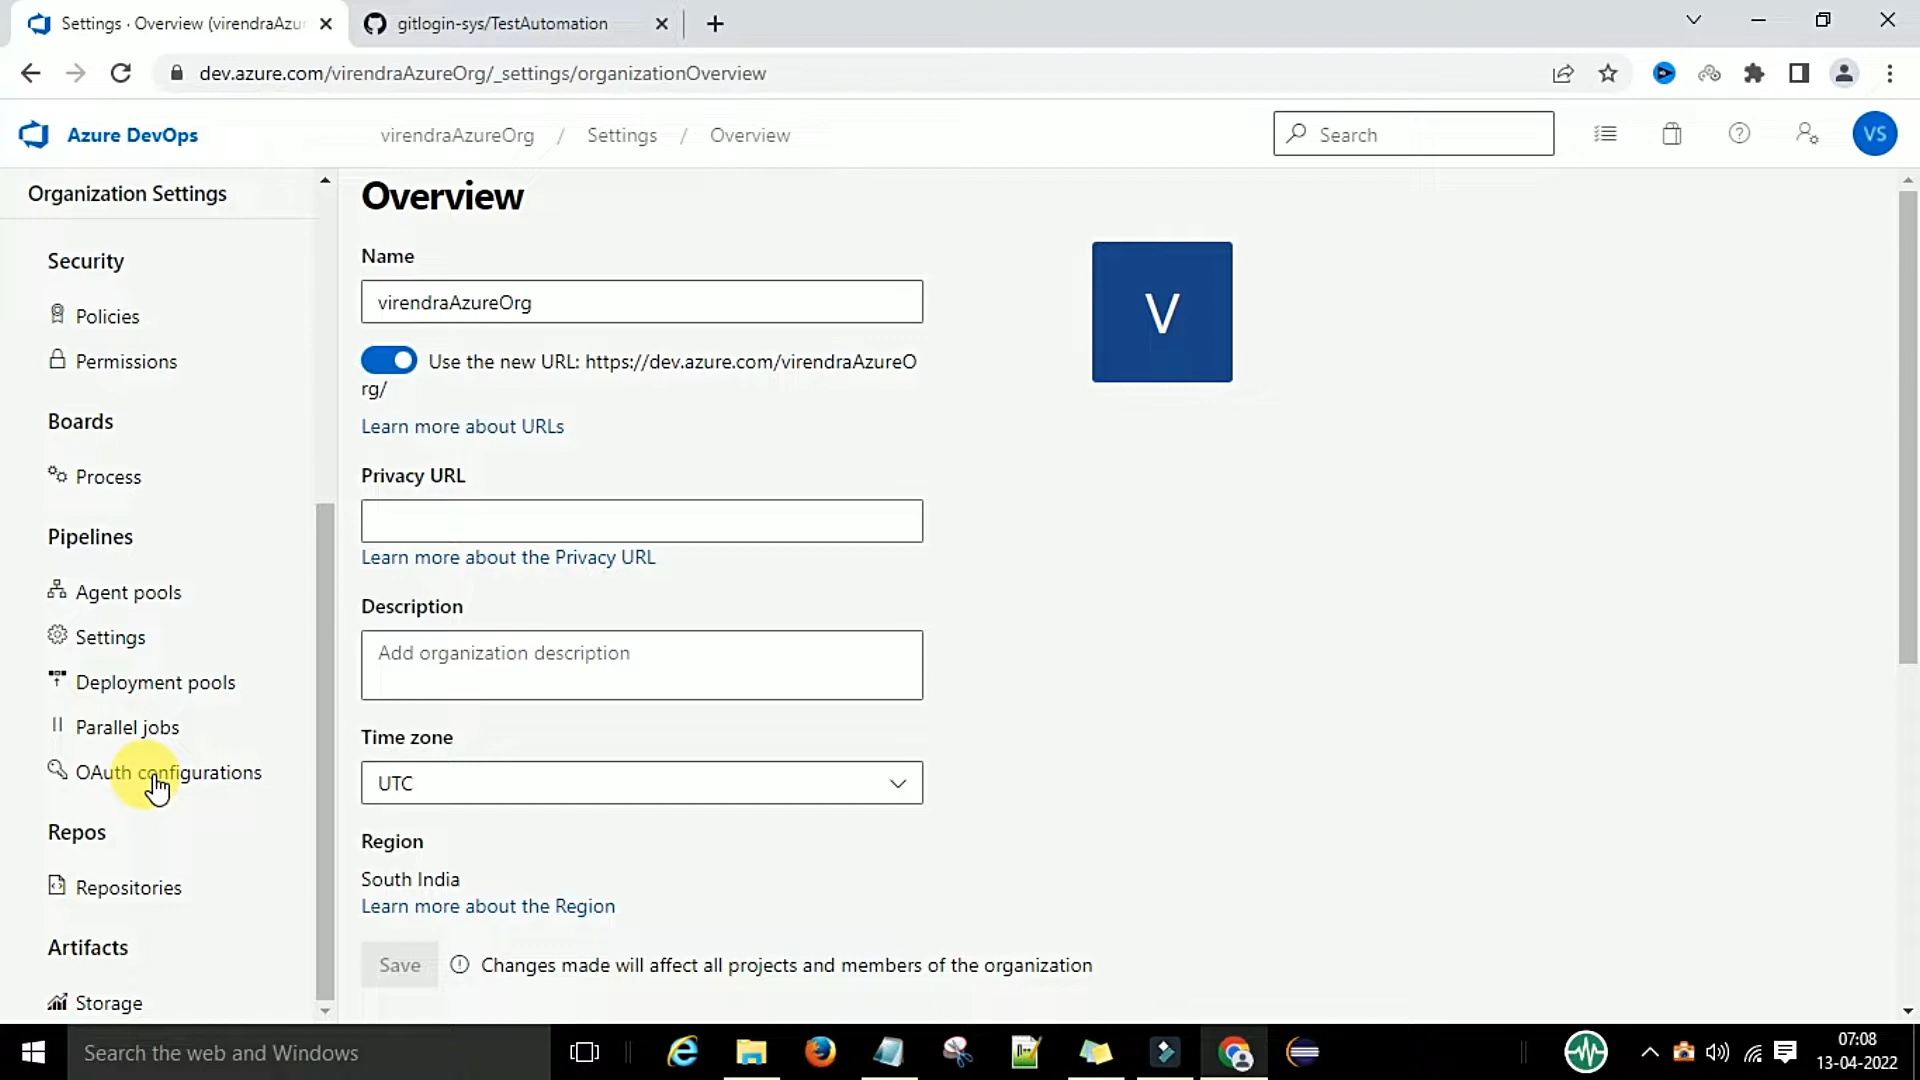 Settings · Overview (virendraAzur
gitlogin-sys/TestAutomation
dev.azure.com/virendraAzureOrg/_settings/organizationOverview
Azure DevOps
virendraAzureOrg / Settings / Overview
Search
VS
Organization Settings
Security
Policies
Permissions
Boards
Process
Pipelines
Agent pools
Settings
Deployment pools
Parallel jobs
OAuth configurations
Repos
Repositories
Artifacts
Storage
Overview
Name
virendraAzureOrg
V
Use the new URL: https://dev.azure.com/virendraAzureO
rg/
Learn more about URLs
Privacy URL
Learn more about the Privacy URL
Description
Add organization description
Time zone
UTC
Region
South India
Learn more about the Region
Save
Changes made will affect all projects and members of the organization
Search the web and Windows
07:08
13-04-2022